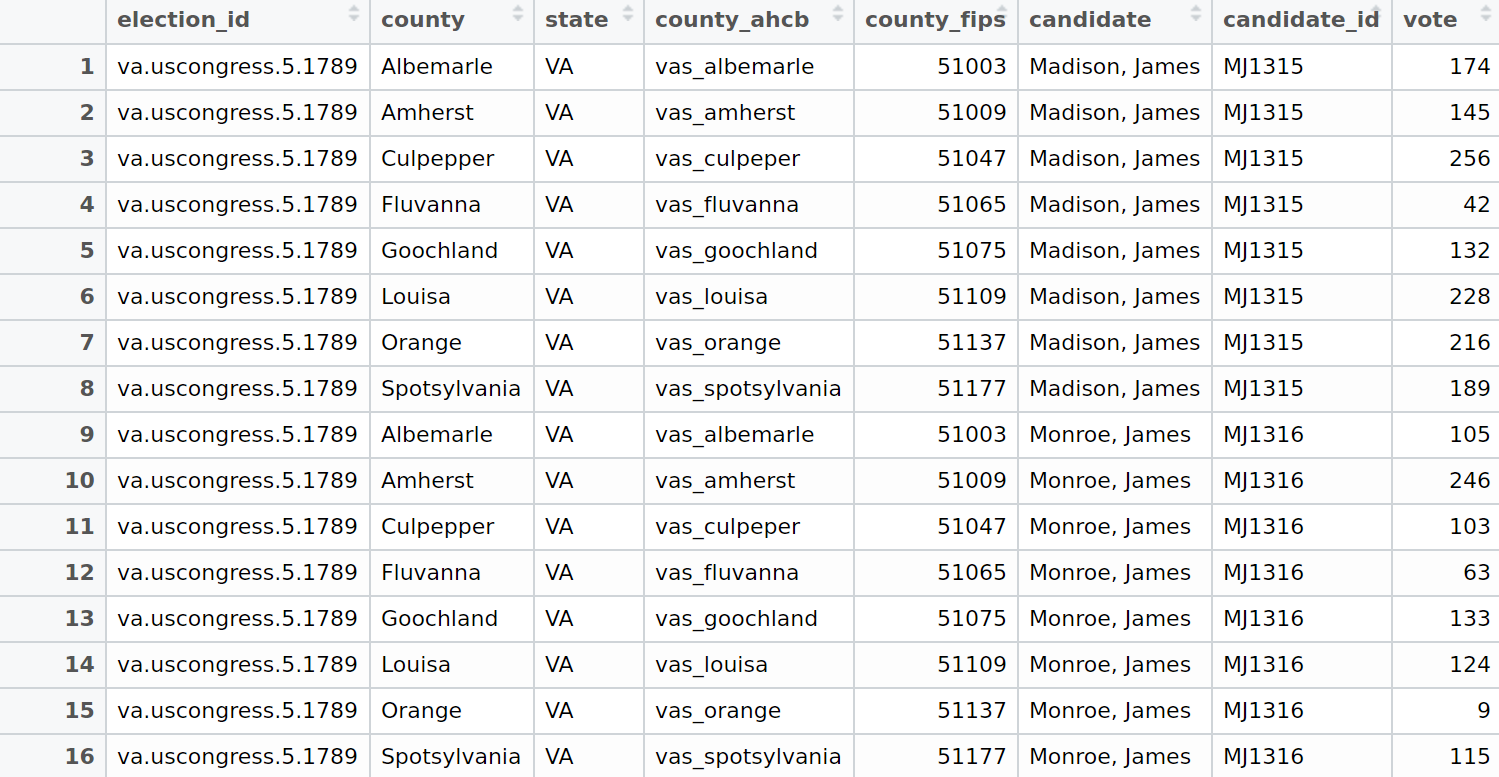 election_id county state county_ahcb county_fips candidate candidate_id vote
1 va.uscongress.5.1789 Albemarle VA vas_albemarle 51003 Madison, James MJ1315 174
2 va.uscongress.5.1789 Amherst VA vas_amherst 51009 Madison, James MJ1315 145
3 va.uscongress.5.1789 Culpepper VA vas_culpeper 51047 Madison, James MJ1315 256
4 va.uscongress.5.1789 Fluvanna VA vas_fluvanna 51065 Madison, James MJ1315 42
5 va.uscongress.5.1789 Goochland VA vas_goochland 51075 Madison, James MJ1315 132
6 va.uscongress.5.1789 Louisa VA vas_louisa 51109 Madison, James MJ1315 228
7 va.uscongress.5.1789 Orange VA vas_orange 51137 Madison, James MJ1315 216
8 va.uscongress.5.1789 Spotsylvania VA vas_spotsylvania 51177 Madison, James MJ1315 189
9 va.uscongress.5.1789 Albemarle VA vas_albemarle 51003 Monroe, James MJ1316 105
10 va.uscongress.5.1789 Amherst VA vas_amherst 51009 Monroe, James MJ1316 246
11 va.uscongress.5.1789 Culpepper VA vas_culpeper 51047 Monroe, James MJ1316 103
12 va.uscongress.5.1789 Fluvanna VA vas_fluvanna 51065 Monroe, James MJ1316 63
13 va.uscongress.5.1789 Goochland VA vas_goochland 51075 Monroe, James MJ1316 133
14 va.uscongress.5.1789 Louisa VA vas_louisa 51109 Monroe, James MJ1316 124
15 va.uscongress.5.1789 Orange VA vas_orange 51137 Monroe, James MJ1316 9
16 va.uscongress.5.1789 Spotsylvania VA vas_spotsylvania 51177 Monroe, James MJ1316 115